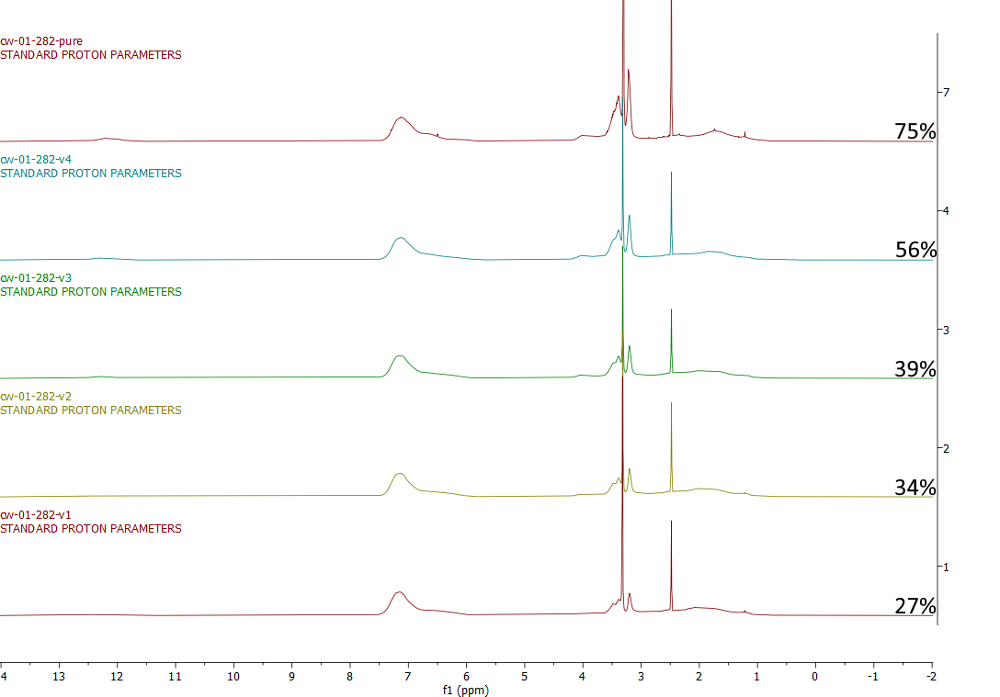 cw-01-282-pure
STANDARD PROTON PARAMETERS
7
75%
cw-01-282-v4
STANDARD PROTON PARAMETERS
4
56%
cw-01-282-v3
STANDARD PROTON PARAMETERS
3
39%
cw-01-282-v2
STANDARD PROTON PARAMETERS
2
34%
cw-01-282-v1
STANDARD PROTON PARAMETERS
1
27%
4 13 12 11 10 9 8 7 6 5 4 3 2 1 0 -1 -2
f1 (ppm)